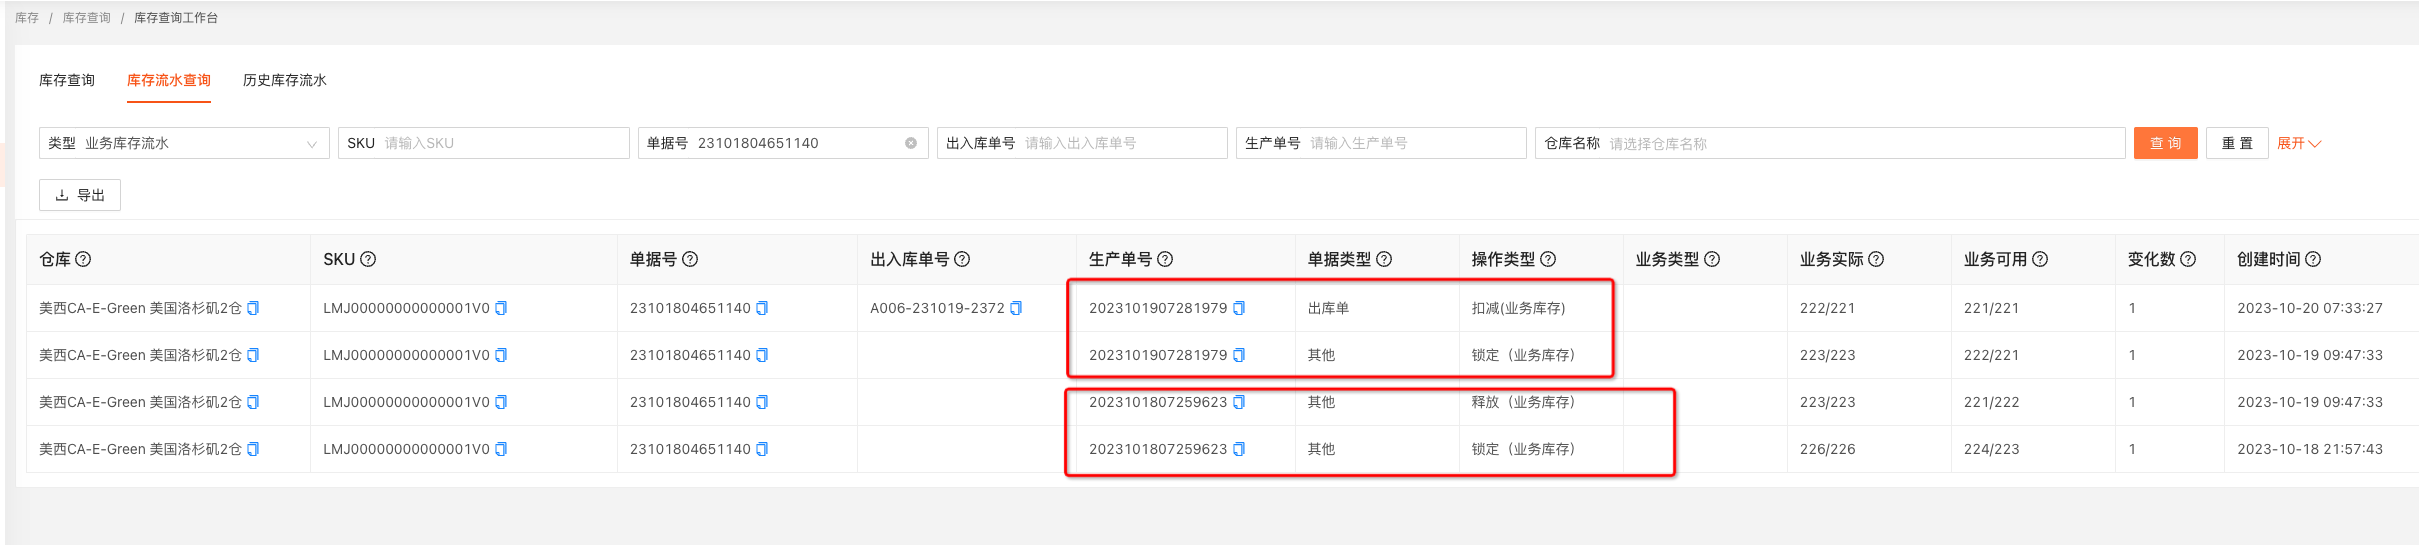 库存 / 库存查询 / 库存查询工作台
库存查询 库存流水查询 历史库存流水
类型 业务库存流水 SKU 请输入SKU 单据号 23101804651140 出入库单号 请输入出入库单号 生产单号 请输入生产单号 仓库名称 请选择仓库名称 查 询 重 置 展开
导出
仓库 SKU 单据号 出入库单号 生产单号 单据类型 操作类型 业务类型 业务实际 业务可用 变化数 创建时间
美西CA-E-Green 美国洛杉矶2仓 LMJ00000000000001V0 23101804651140 A006-231019-2372 2023101907281979 出库单 扣减(业务库存) 222/221 221/221 1 2023-10-20 07:33:27
美西CA-E-Green 美国洛杉矶2仓 LMJ00000000000001V0 23101804651140 2023101907281979 其他 锁定（业务库存） 223/223 222/221 1 2023-10-19 09:47:33
美西CA-E-Green 美国洛杉矶2仓 LMJ00000000000001V0 23101804651140 2023101807259623 其他 释放（业务库存） 223/223 221/222 1 2023-10-19 09:47:33
美西CA-E-Green 美国洛杉矶2仓 LMJ00000000000001V0 23101804651140 2023101807259623 其他 锁定（业务库存） 226/226 224/223 1 2023-10-18 21:57:43